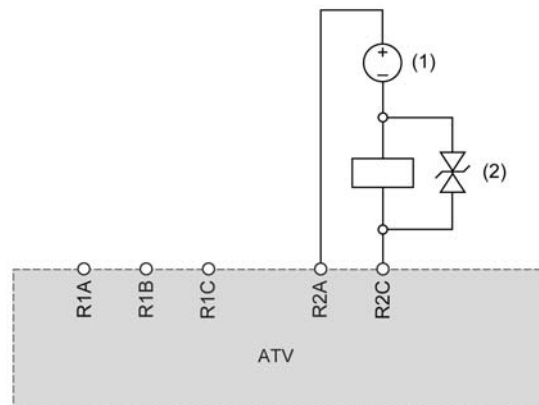 +
(1)
−
(2)
R1A
R1B
R1C
R2A
R2C
ATV